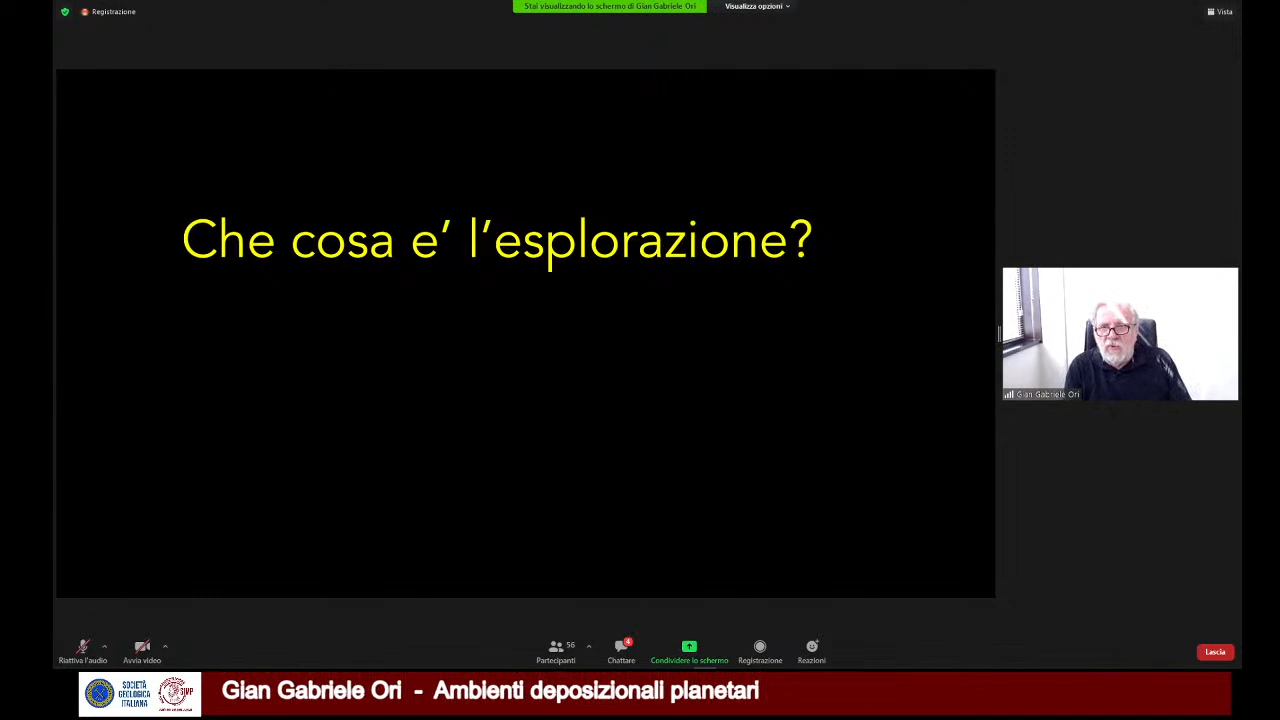 Registrazione
Stai visualizzando lo schermo di Gian Gabriele Ori
Visualizza opzioni
Vista
Che cosa e’ l’esplorazione?
Gian Gabriele Ori
Riattiva l'audio
Avvia video
56
Partecipanti
4
Chattare
Condividere lo schermo
Registrazione
Reazioni
Lascia
SOCIETÀ
GEOLOGICA
ITALIANA
Gian Gabriele Ori - Ambienti deposizionali planetari